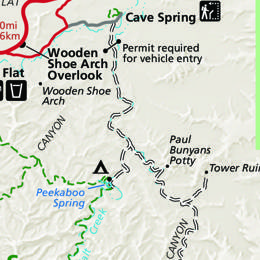 LAT
0mi
6km
Cave Spring
Wooden
Shoe Arch
Overlook
Permit required
for vehicle entry
Flat
Wooden Shoe
Arch
CANYON
Paul
Bunyans
Potty
Tower Ruin
Peekaboo
Spring
Creek
CANYON